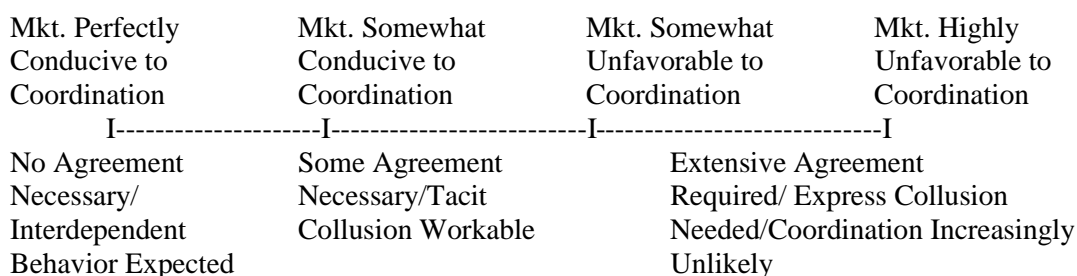 Mkt. Perfectly Mkt. Somewhat Mkt. Somewhat Mkt. Highly
Conducive to Conducive to Unfavorable to Unfavorable to
Coordination Coordination Coordination Coordination
I---------------------I--------------------------I-----------------------------I
No Agreement Some Agreement Extensive Agreement
Necessary/ Necessary/Tacit Required/ Express Collusion
Interdependent Collusion Workable Needed/Coordination Increasingly
Behavior Expected Unlikely